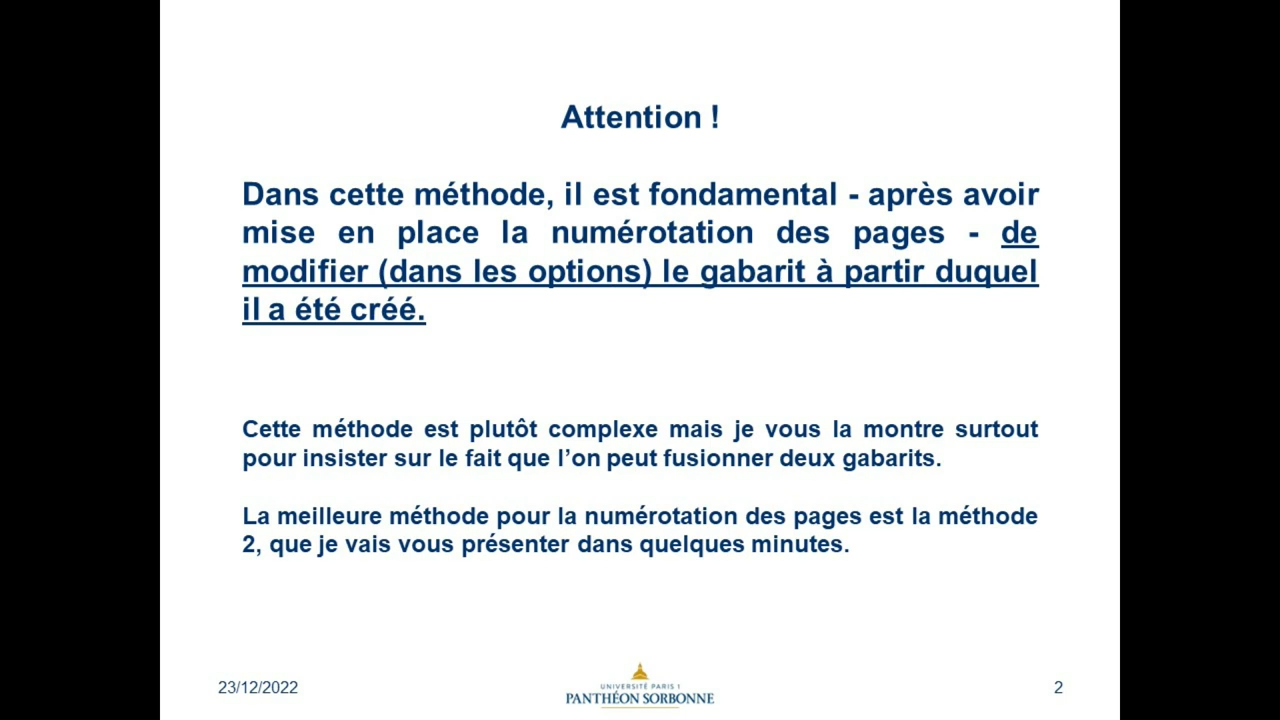 Attention !
Dans cette méthode, il est fondamental - après avoir
mise en place la numérotation des pages - de
modifier (dans les options) le gabarit à partir duquel
il a été créé.
Cette méthode est plutôt complexe mais je vous la montre surtout
pour insister sur le fait que l’on peut fusionner deux gabarits.
La meilleure méthode pour la numérotation des pages est la méthode
2, que je vais vous présenter dans quelques minutes.
23/12/2022
UNIVERSITÉ PARIS 1
PANTHÉON SORBONNE
2